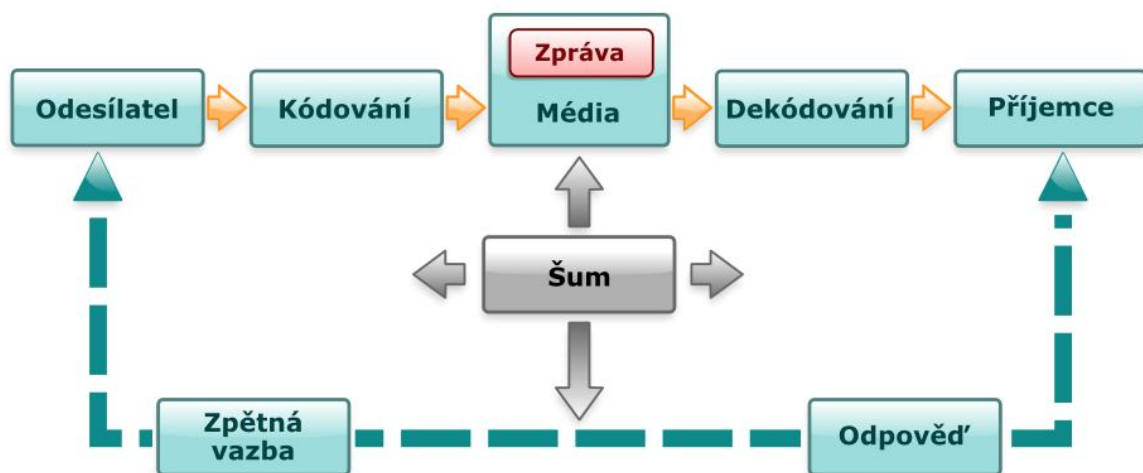 Zpráva
Odesílatel
Kódování
Média
Dekódování
Příjemce
Šum
Zpětná
vazba
Odpověď